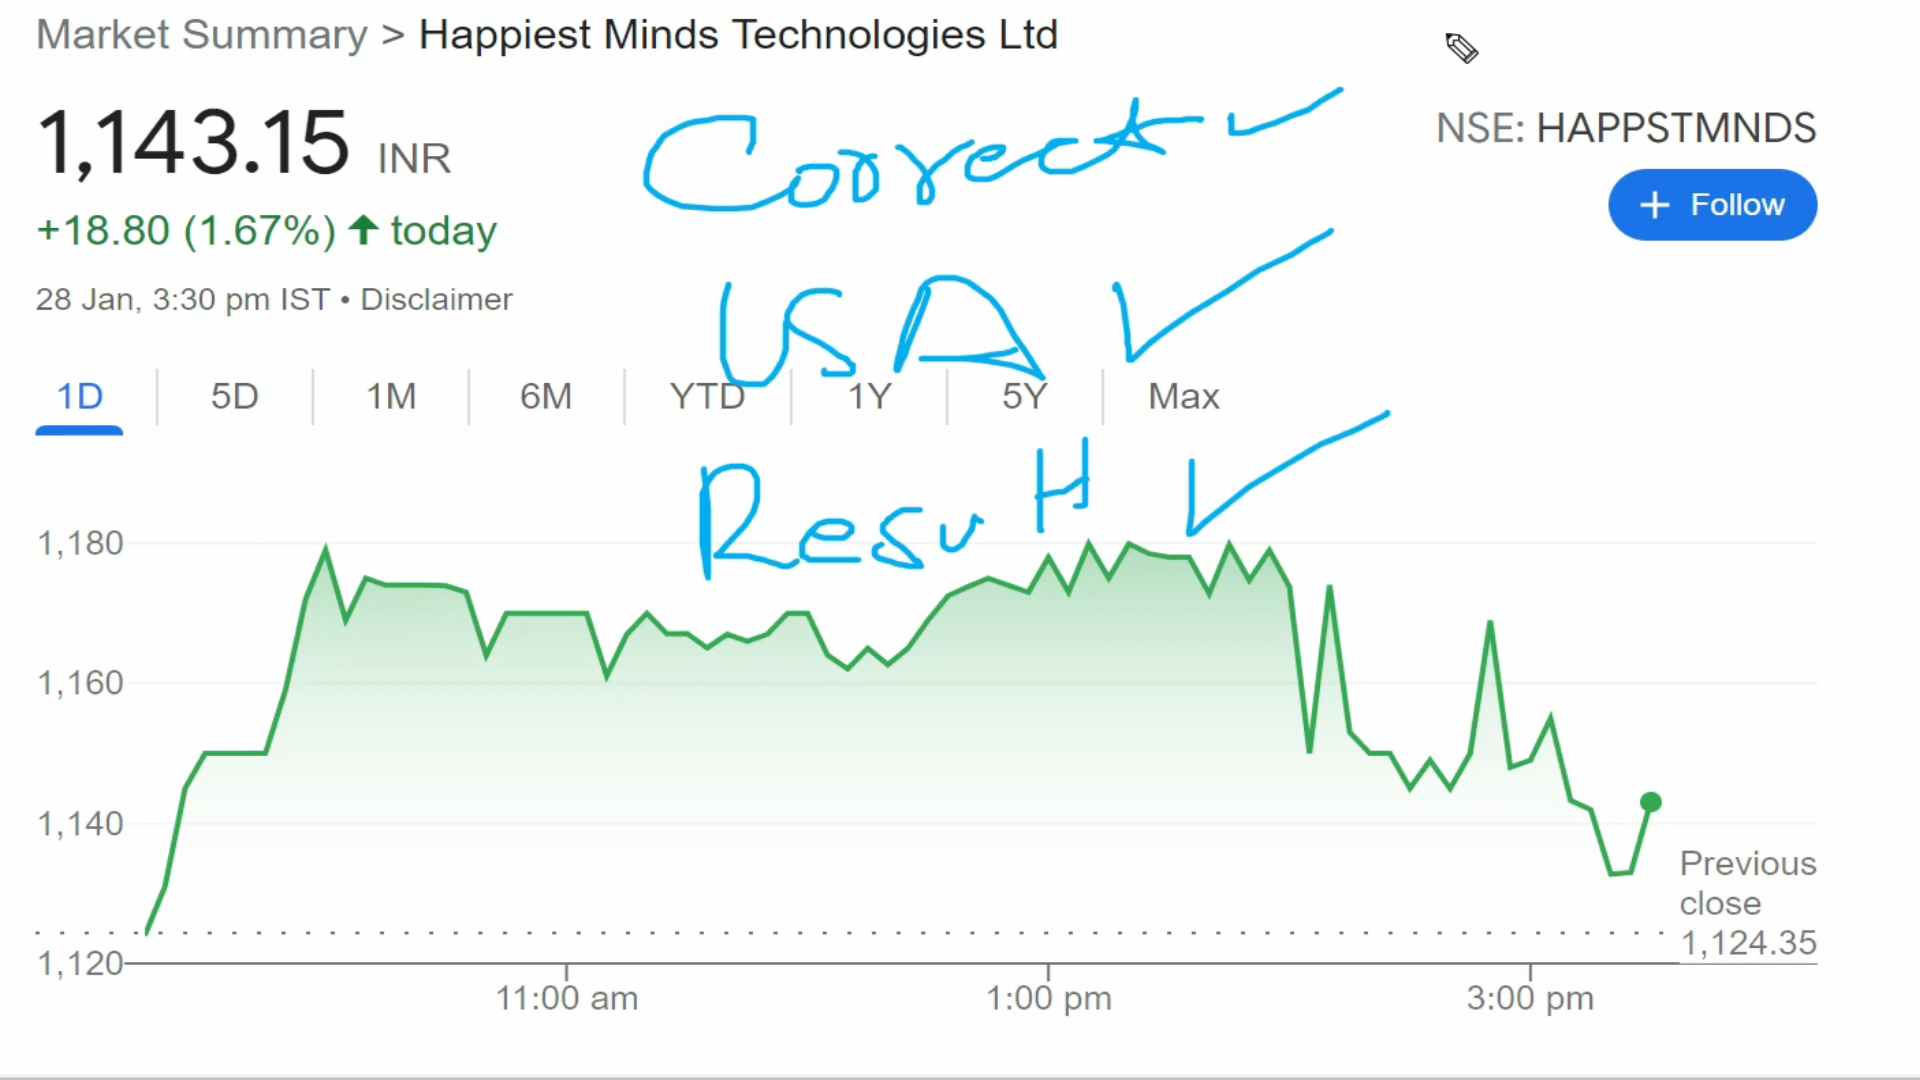 Market Summary > Happiest Minds Technologies Ltd
1,143.15 INR
+18.80 (1.67%) ↑ today
28 Jan, 3:30 pm IST • Disclaimer
NSE: HAPPSTMNDS
+ Follow
Correct ✓
USA ✓
1D 5D 1M 6M YTD 1Y 5Y Max
Result ✓
1,180
1,160
1,140
1,120
Previous
close
1,124.35
11:00 am 1:00 pm 3:00 pm